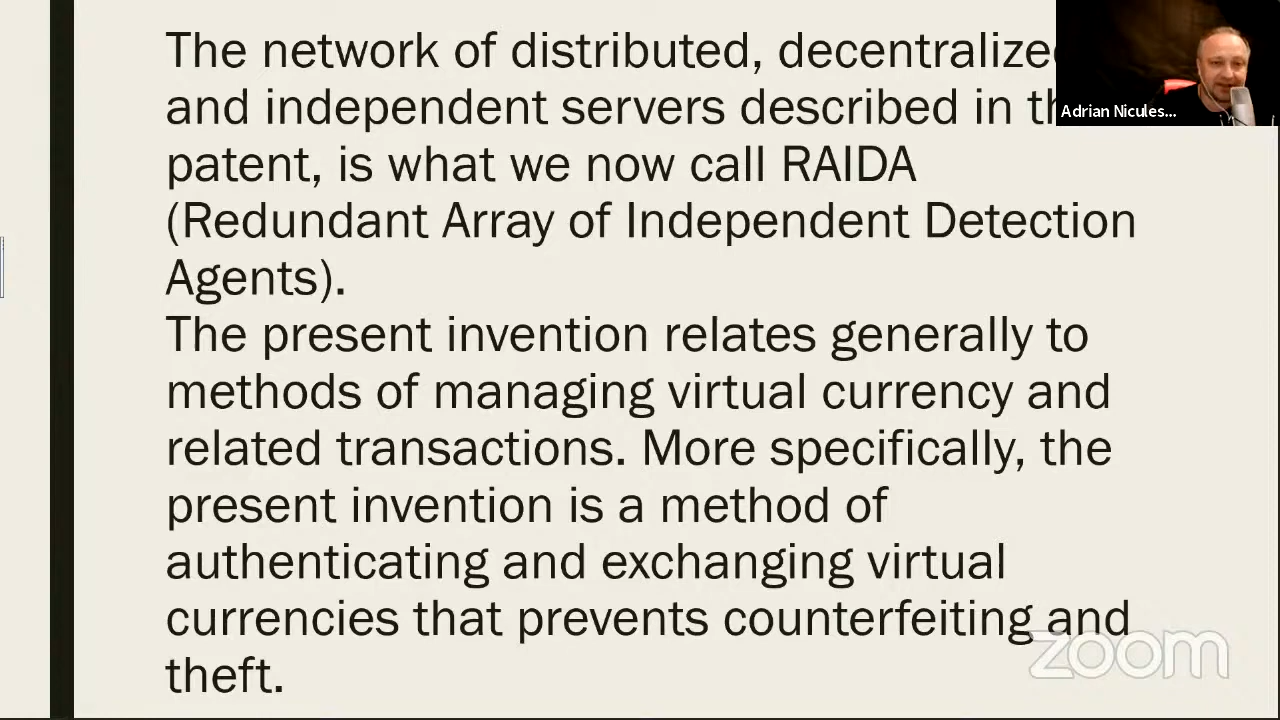 The network of distributed, decentralized
and independent servers described in
patent, is what we now call RAIDA
(Redundant Array of Independent Detection
Agents).
The present invention relates generally to
methods of managing virtual currency and
related transactions. More specifically, the
present invention is a method of
authenticating and exchanging virtual
currencies that prevents counterfeiting and
theft.
Adrian Nicules...
zoom